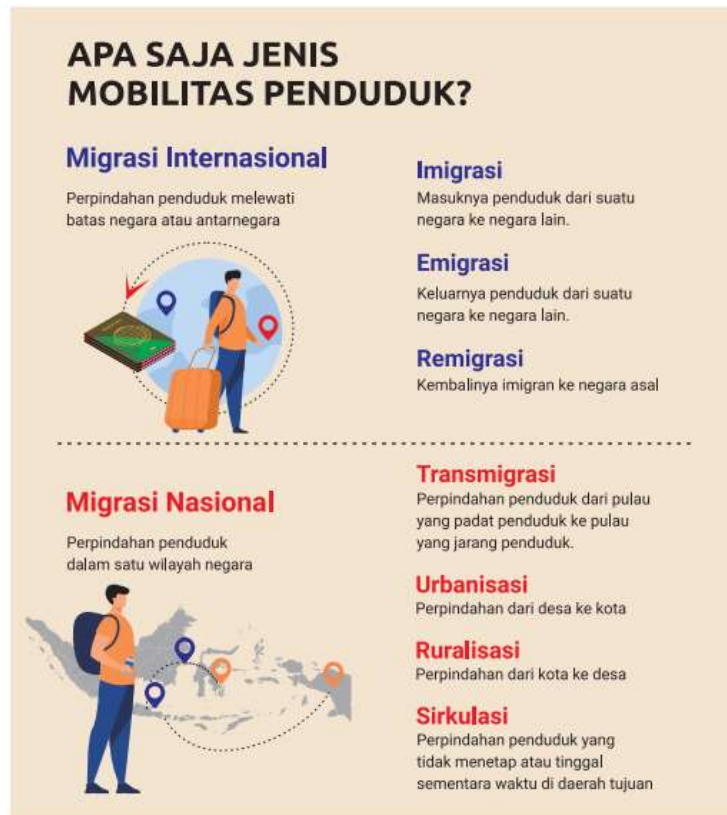 APA SAJA JENIS
MOBILITAS PENDUDUK?
Migrasi Internasional
Perpindahan penduduk melewati
batas negara atau antarnegara
Imigrasi
Masuknya penduduk dari suatu
negara ke negara lain.
Emigrasi
Keluarnya penduduk dari suatu
negara ke negara lain.
Remigrasi
Kembalinya imigran ke negara asal
Migrasi Nasional
Perpindahan penduduk
dalam satu wilayah negara
Transmigrasi
Perpindahan penduduk dari pulau
yang padat penduduk ke pulau
yang jarang penduduk.
Urbanisasi
Perpindahan dari desa ke kota
Ruralisasi
Perpindahan dari kota ke desa
Sirkulasi
Perpindahan penduduk yang
tidak menetap atau tinggal
sementara waktu di daerah tujuan